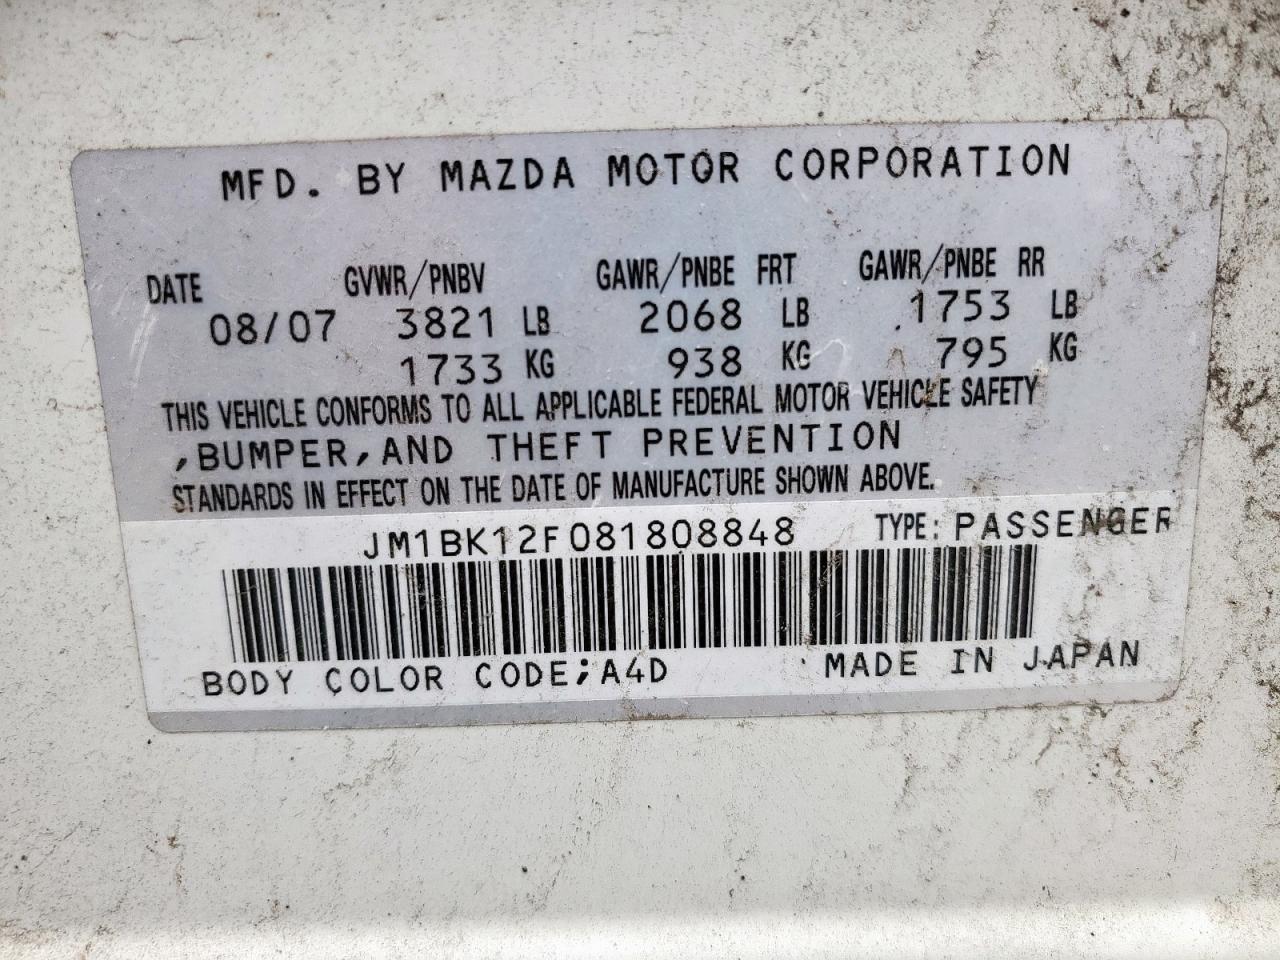 MFD. BY MAZDA MOTOR CORPORATION
DATE GVWR/PNBV GAWR/PNBE FRT GAWR/PNBE RR
08/07 3821 LB 2068 LB 1753 LB
1733 KG 938 KG 795 KG
THIS VEHICLE CONFORMS TO ALL APPLICABLE FEDERAL MOTOR VEHICLE SAFETY
,BUMPER,AND THEFT PREVENTION
STANDARDS IN EFFECT ON THE DATE OF MANUFACTURE SHOWN ABOVE.
JM1BK12F081808848 TYPE: PASSENGER
BODY COLOR CODE;A4D MADE IN JAPAN